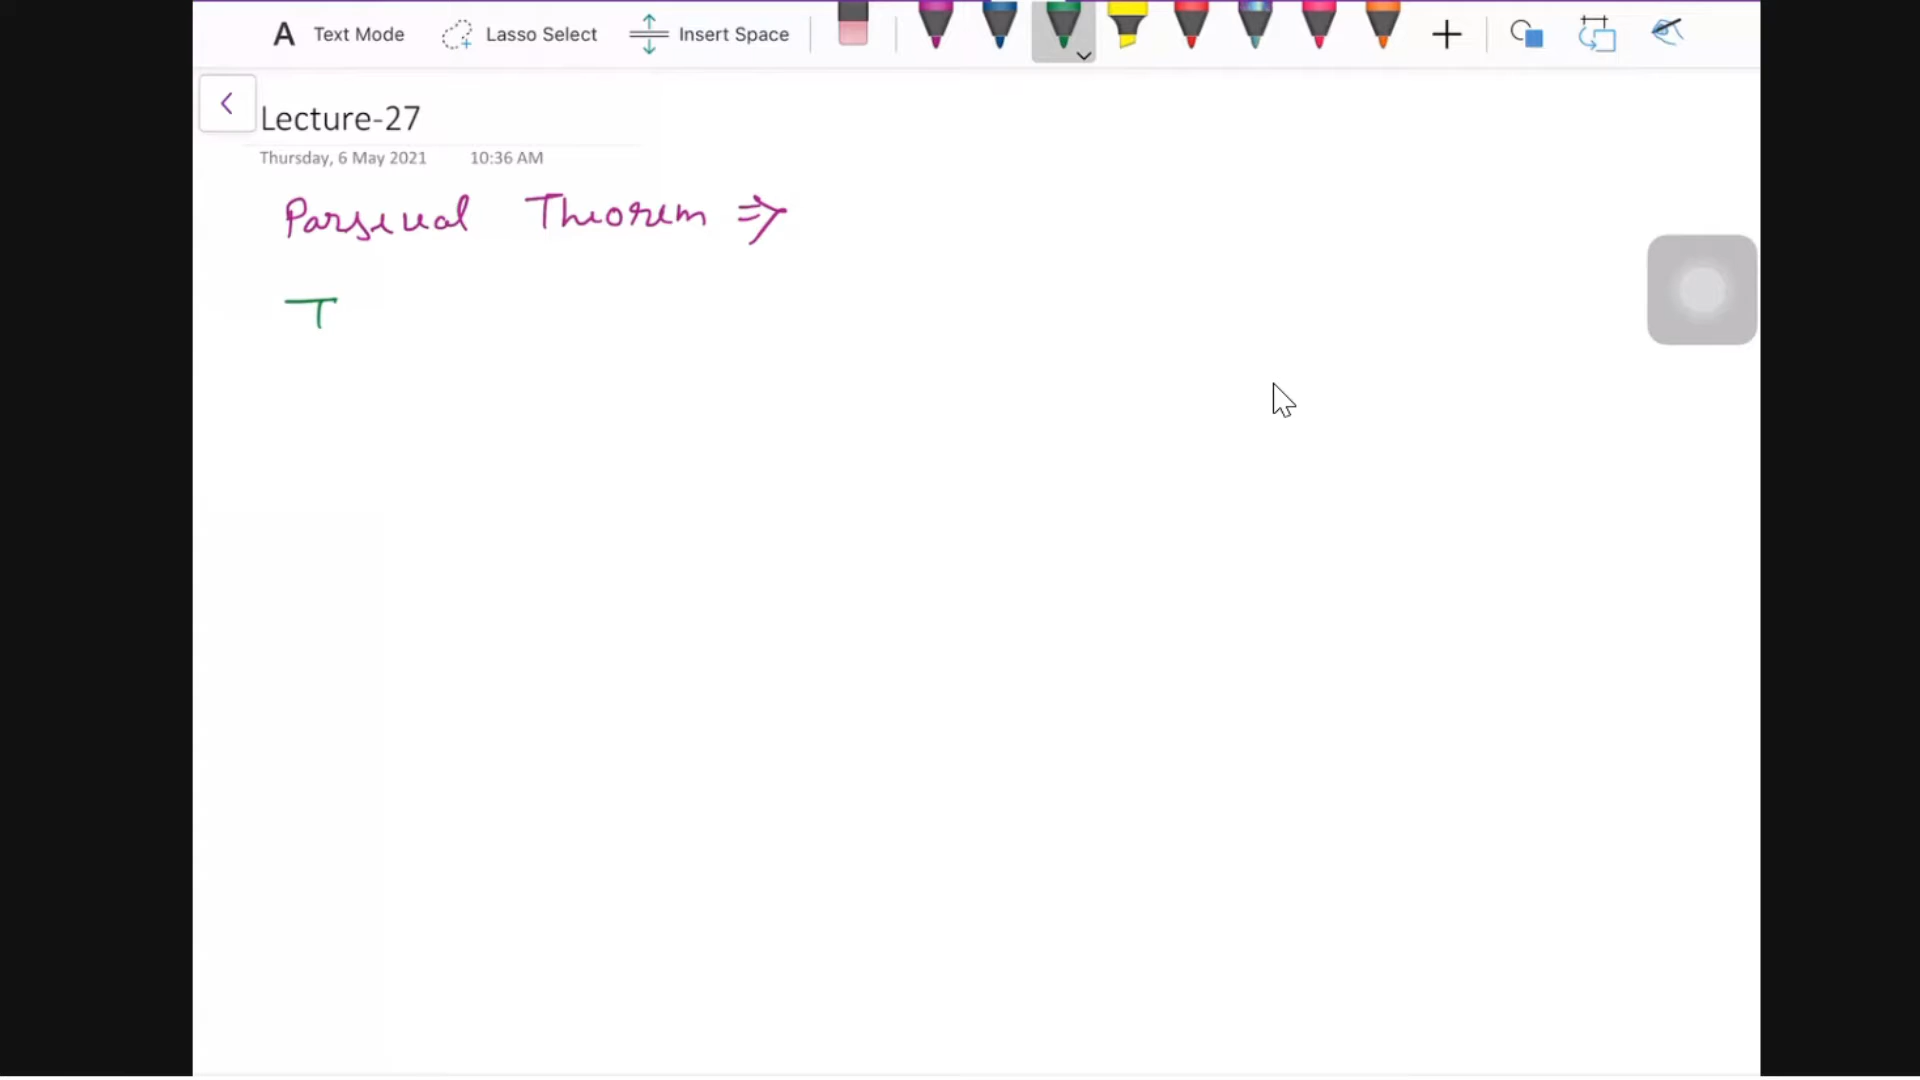 A Text Mode Lasso Select Insert Space
Lecture-27
Thursday, 6 May 2021 10:36 AM
Parseval Theorem ⇒
T